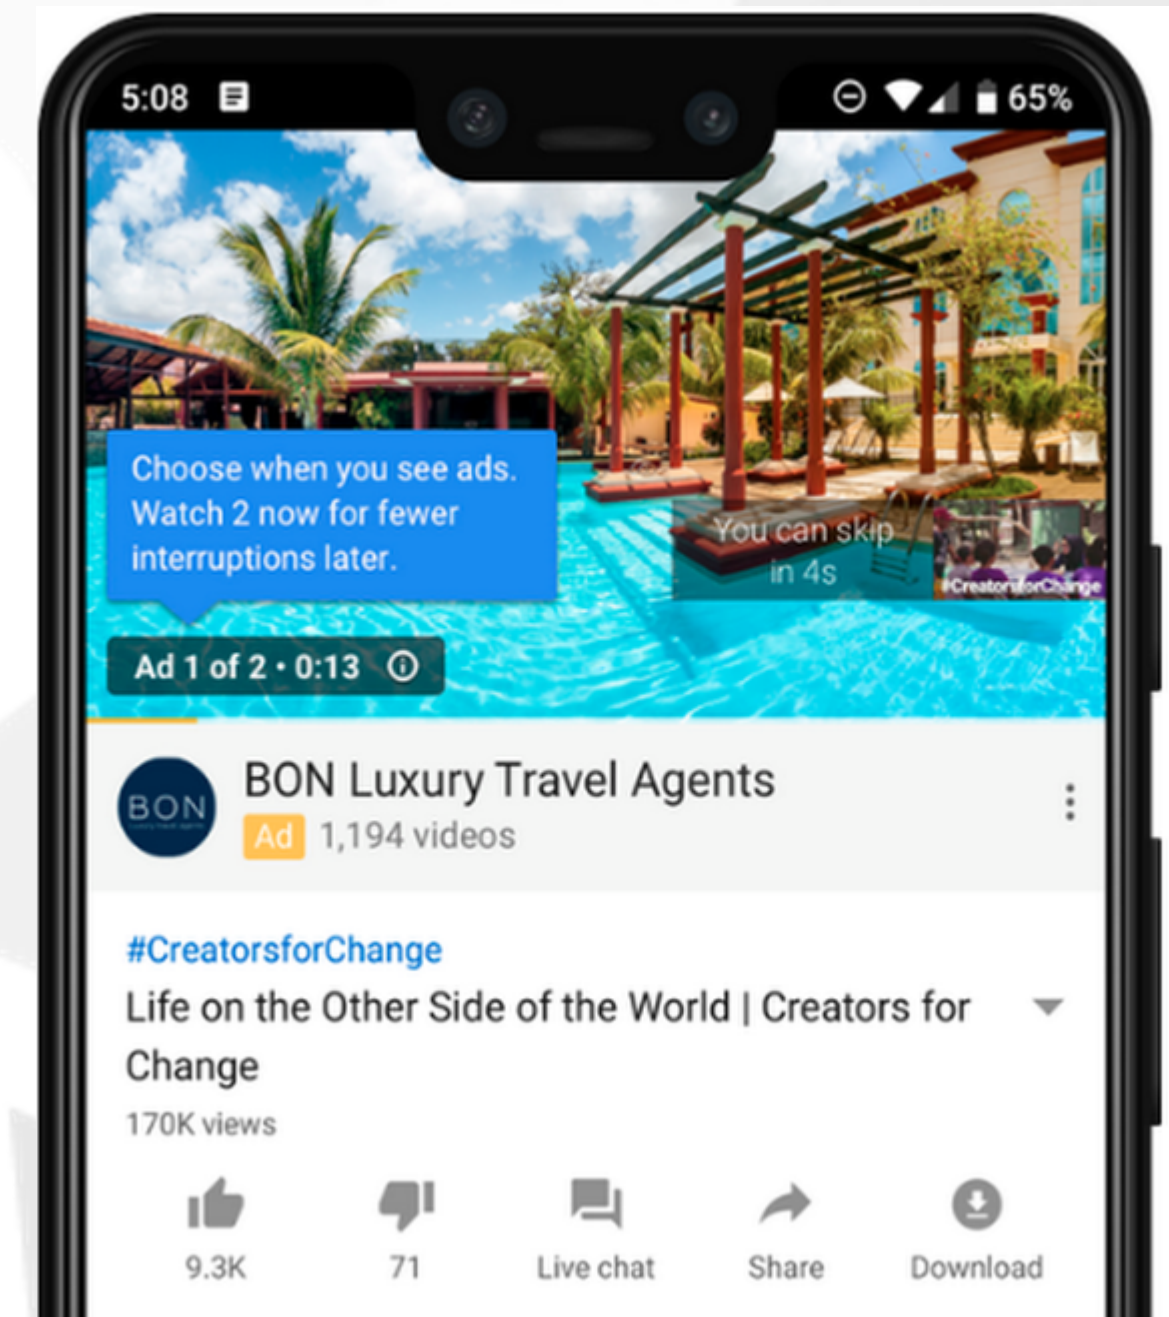 5:08
65%
Choose when you see ads.
Watch 2 now for fewer
interruptions later.
You can skip
in 4s
#CreatorsforChange
Ad 1 of 2 • 0:13
BON
BON Luxury Travel Agents
Ad 1,194 videos
#CreatorsforChange
Life on the Other Side of the World | Creators for
Change
170K views
9.3K 71 Live chat Share Download